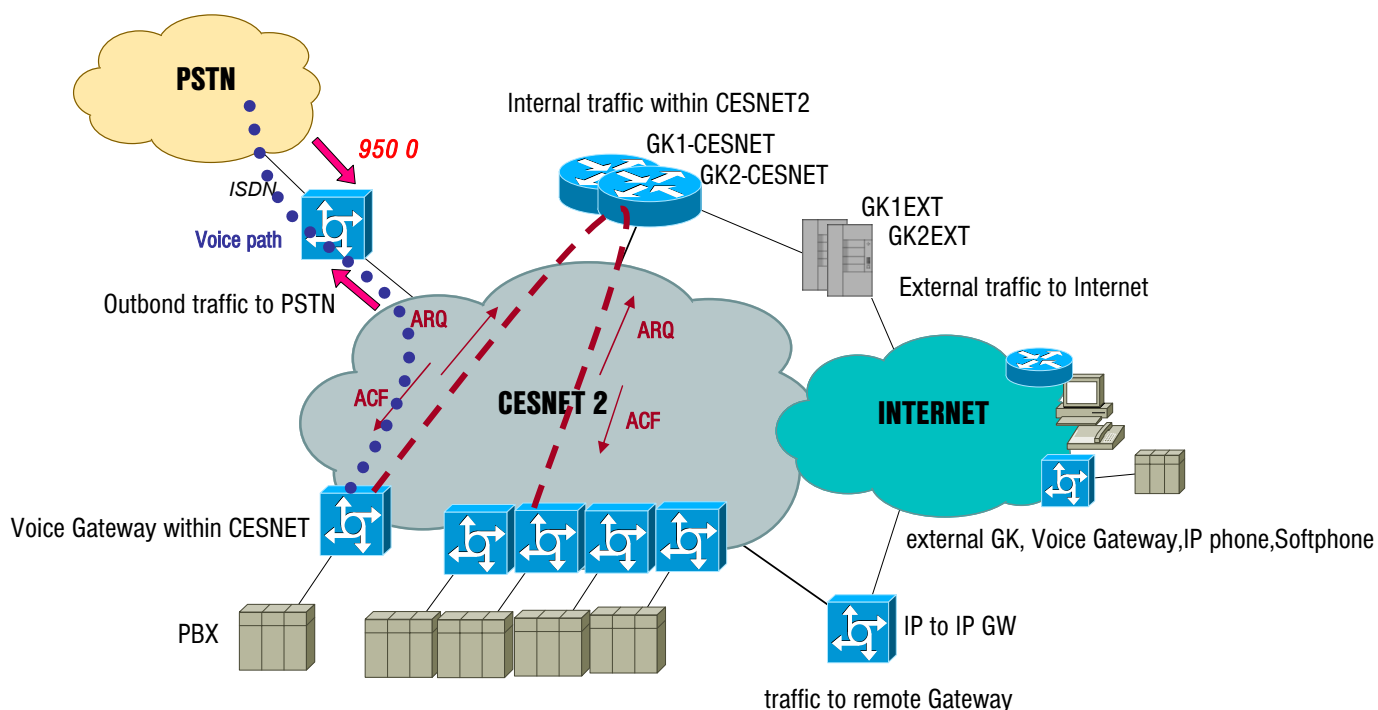 PSTN
Internal traffic within CESNET2
950 0
GK1-CESNET
GK2-CESNET
ISDN
GK1EXT
GK2EXT
Voice path
External traffic to Internet
Outbond traffic to PSTN
ARQ
ARQ
ACF
CESNET 2
ACF
INTERNET
Voice Gateway within CESNET
external GK, Voice Gateway,IP phone,Softphone
PBX
IP to IP GW
traffic to remote Gateway